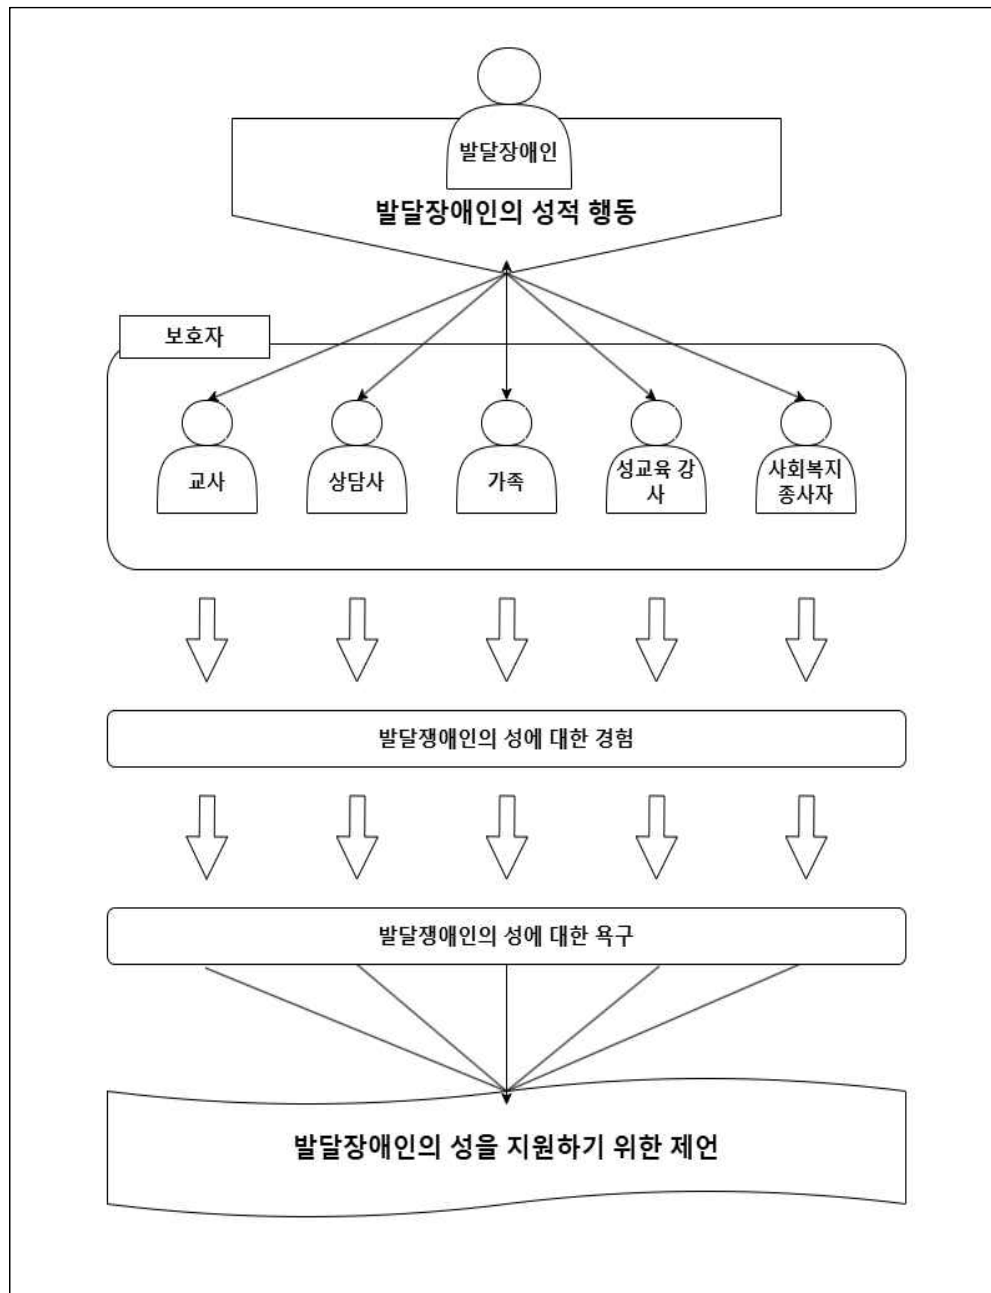 발달장애인
발달장애인의 성적 행동
보호자
교사
상담사
가족
성교육 강
사
사회복지
종사자
발달쟁애인의 성에 대한 경험
발달쟁애인의 성에 대한 욕구
발달장애인의 성을 지원하기 위한 제언